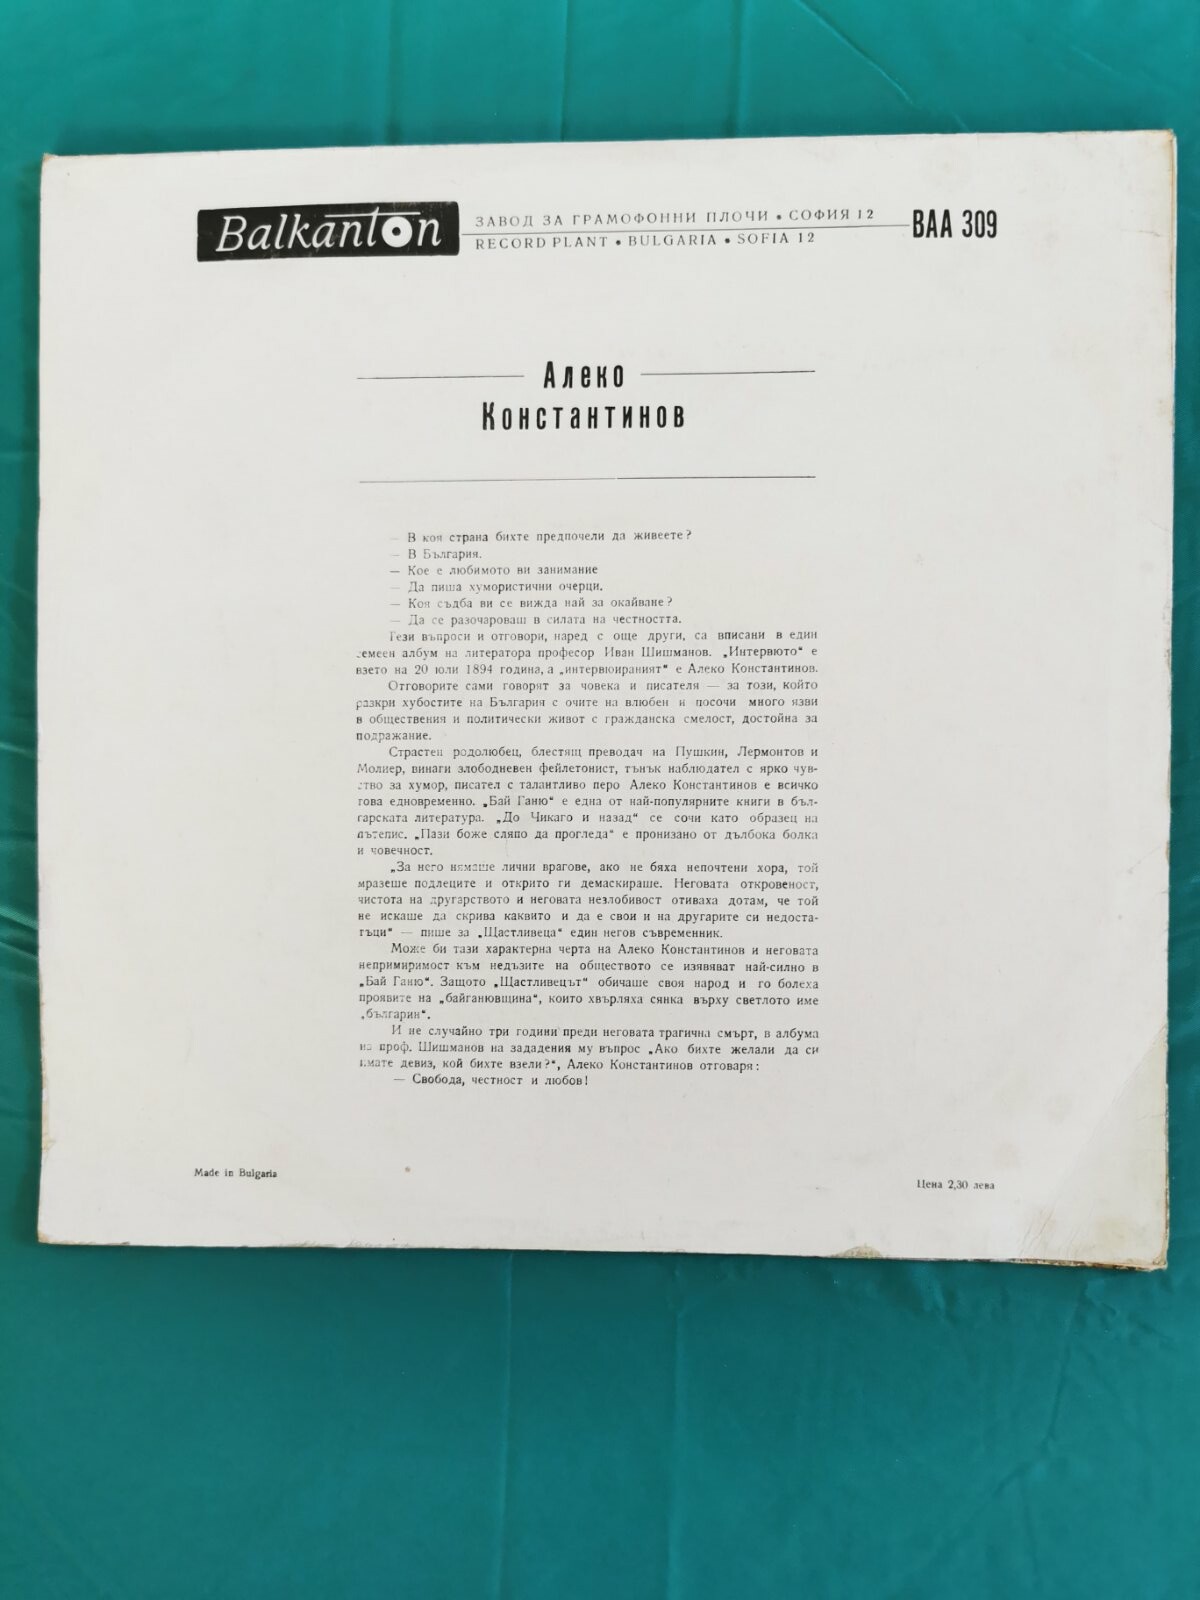 Balkanton
ЗАВОД ЗА ГРАМОФОННИ ПЛОЧИ • СОФИЯ 12
RECORD PLANT • BULGARIA • SOFIA 12
ВАА 309
Алеко
Константинов
— В коя страна бихте предпочели да живеете?
— В България.
— Кое е любимото ви занимание
— Да пиша хумористични очерци.
— Коя съдба ви се вижда най за окайване?
— Да се разочароваш в силата на честността.
Тези въпроси и отговори, наред с още други, са вписани в един
семеен албум на литератора професор Иван Шишманов. „Интервюто“ е
взето на 20 юли 1894 година, а „интервюираният“ е Алеко Константинов.
Отговорите сами говорят за човека и писателя — за този, който
разкри хубостите на България с очите на влюбен и посочи много язви
в обществения и политически живот с гражданска смелост, достойна за
подражание.
Страстен родолюбец, блестящ преводач на Пушкин, Лермонтов и
Молиер, винаги злободневен фейлетонист, тънък наблюдател с ярко чув-
ство за хумор, писател с талантливо перо Алеко Константинов е всичко
това едновременно. „Бай Ганю“ е една от най-популярните книги в бъл-
гарската литература. „До Чикаго и назад“ се сочи като образец на
пътепис. „Пази боже сляпо да прогледа“ е пронизано от дълбока болка
и човечност.
„За него нямаше лични врагове, ако не бяха непочтени хора, той
мразеше подлеците и открито ги демаскираше. Неговата откровеност,
чистота на другарството и неговата незлобивост отиваха дотам, че той
не искаше да скрива каквито и да е свои и на другарите си недоста-
тъци“ — пише за „Щастливеца“ един негов съвременник.
Може би тази характерна черта на Алеко Константинов и неговата
непримиримост към недъзите на обществото се изявяват най-силно в
„Бай Ганю“. Защото „Щастливецът“ обичаше своя народ и го болеха
проявите на „байганювщина“, които хвърляха сянка върху светлото име
„българин“.
И не случайно три години преди неговата трагична смърт, в албума
на проф. Шишманов на зададения му въпрос „Ако бихте желали да си
имате девиз, кой бихте взели?“, Алеко Константинов отговаря:
— Свобода, честност и любов!
Made in Bulgaria
Цена 2,30 лева